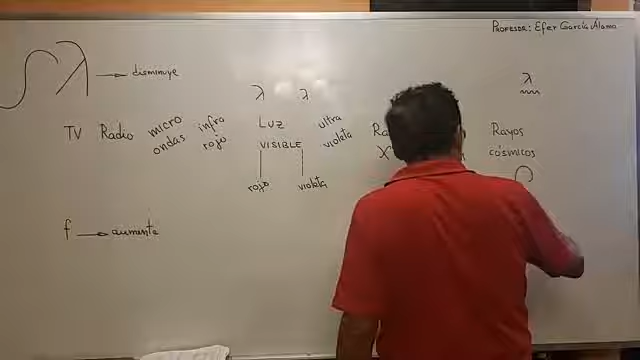 PROFESOR: Efer García Álamo
λ → disminuye
λ λ λ
TV Radio micro ondas infra rojo LUZ VISIBLE ultra violeta X Rayos cósmicos
rojo violeta
f → aumenta